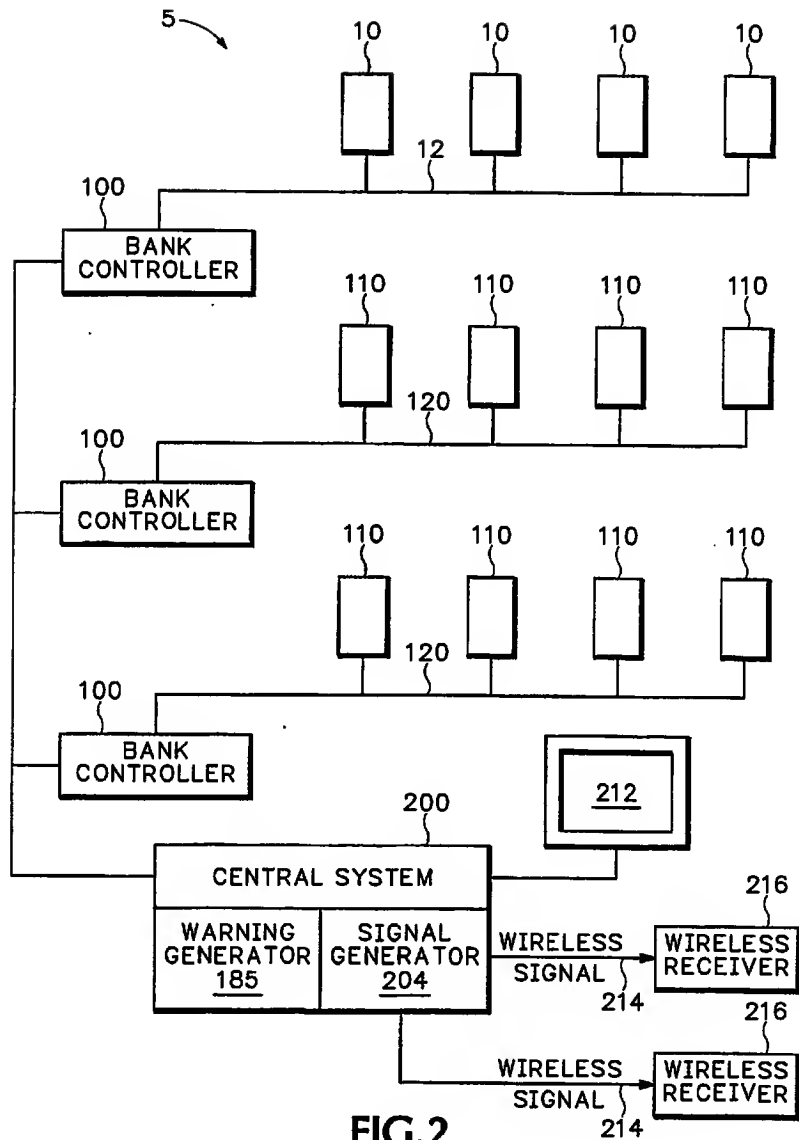 5
10 10 10 10
12
100
BANK
CONTROLLER
110 110 110 110
120
100
BANK
CONTROLLER
110 110 110 110
120
100
BANK
CONTROLLER
212
200
CENTRAL SYSTEM
WARNING
GENERATOR
185
SIGNAL
GENERATOR
204
WIRELESS
SIGNAL
214
216
WIRELESS
RECEIVER
WIRELESS
SIGNAL
214
216
WIRELESS
RECEIVER
FIG.2